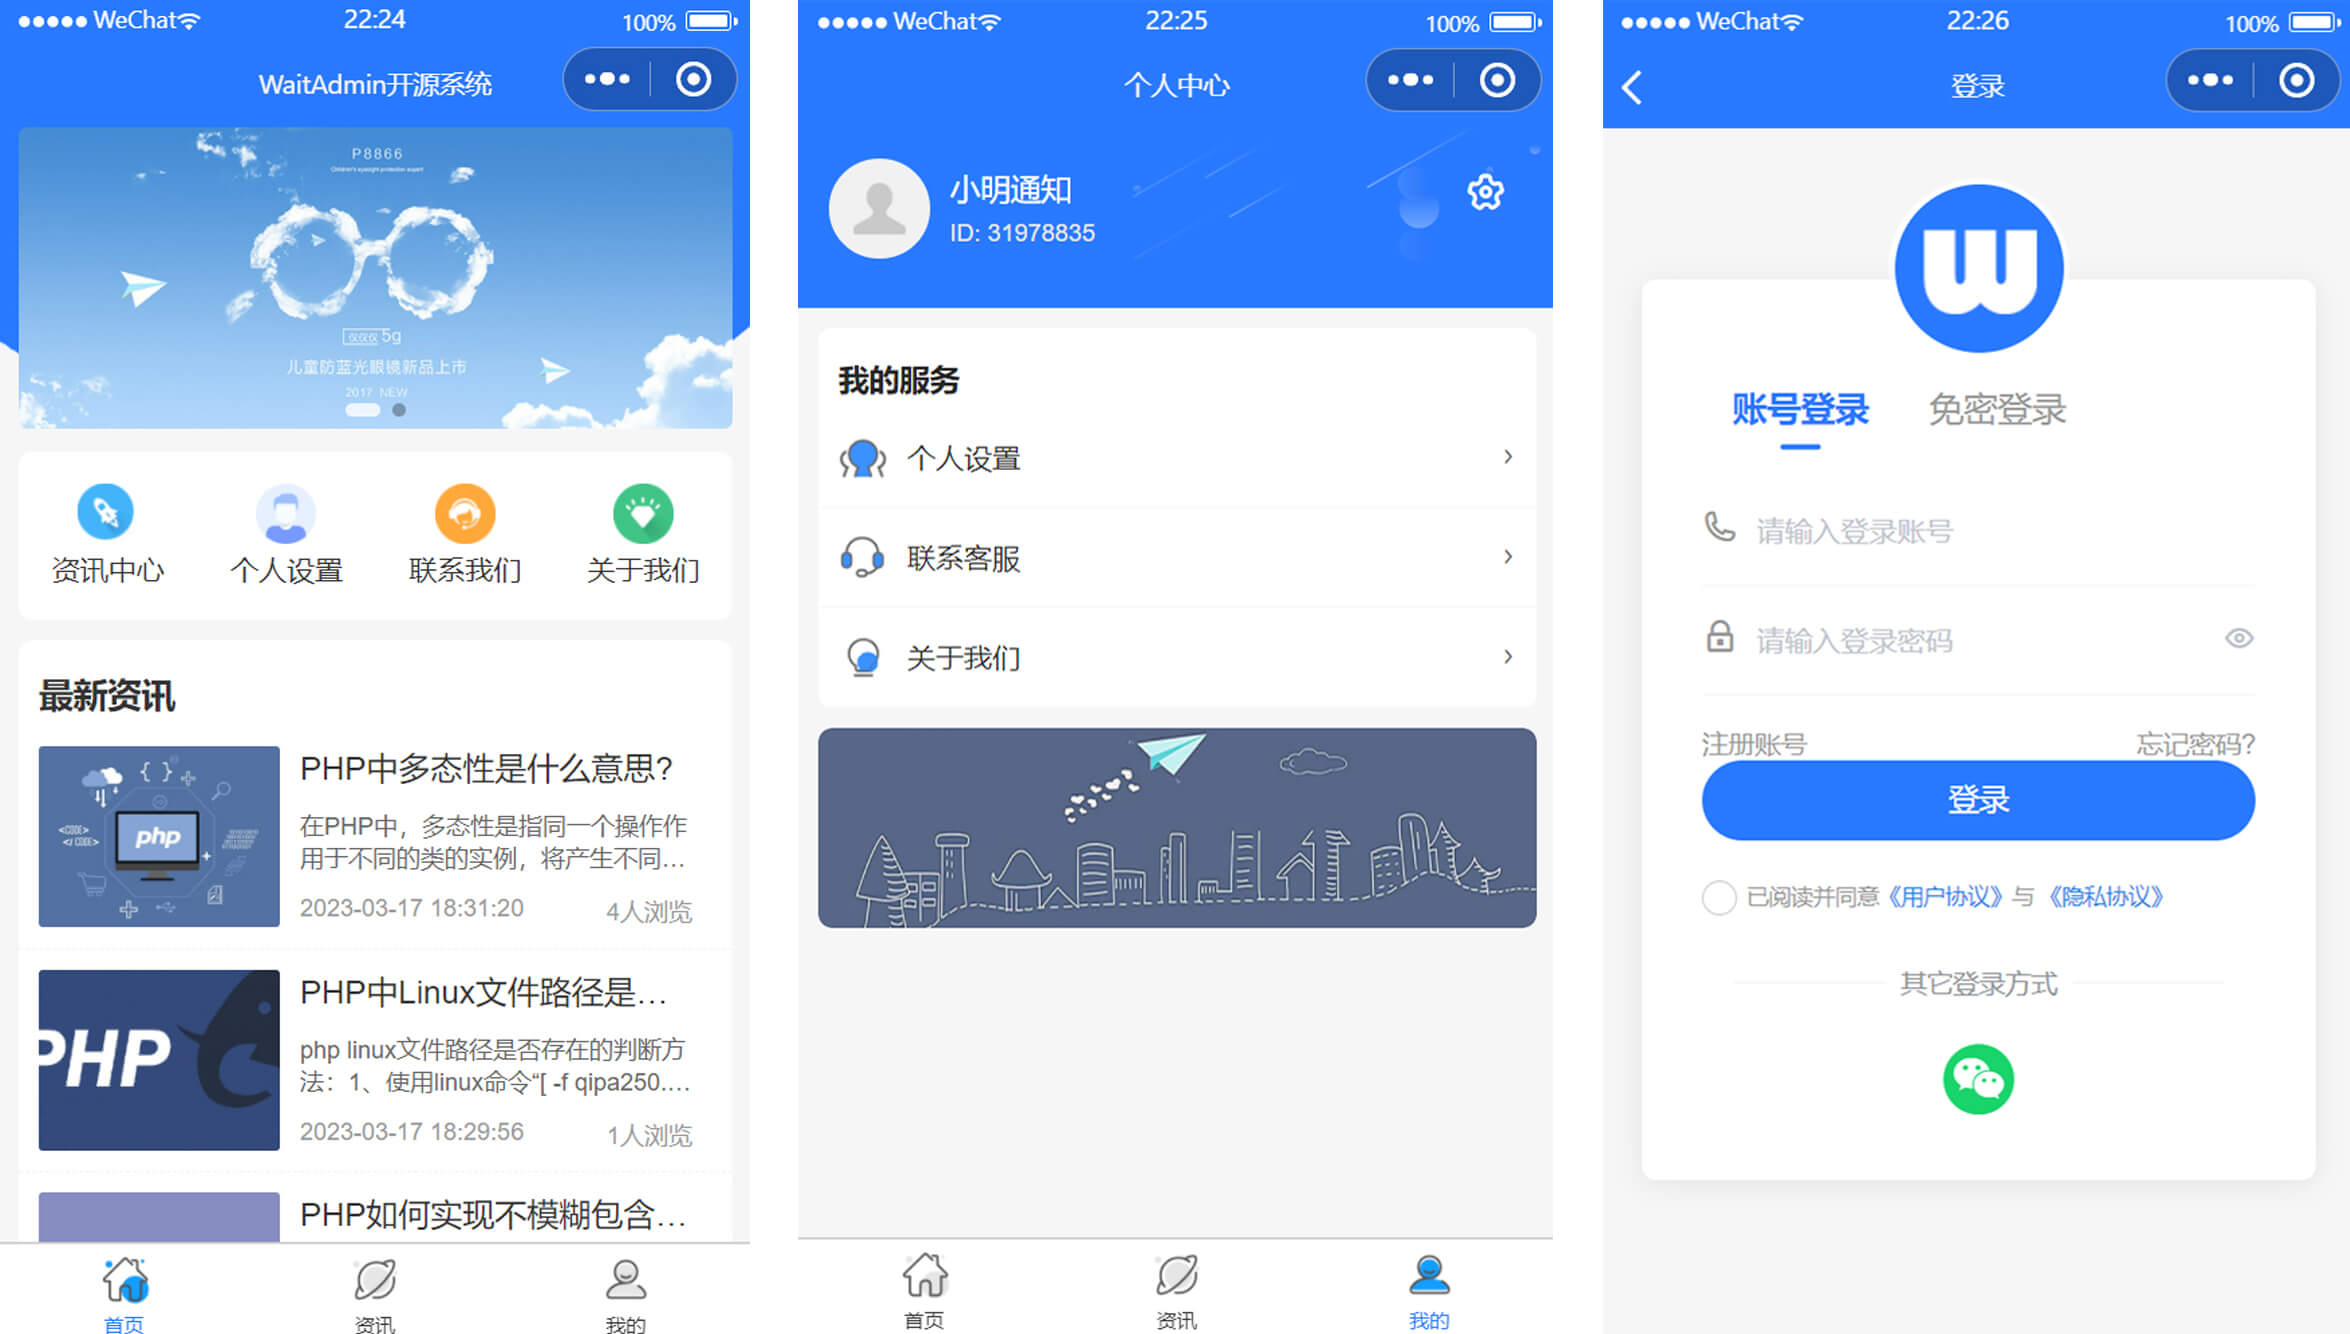 WeChat
22:24
100%
WaitAdmin开源系统
P8866
Children's eyesight protection expert
仅仅仅 5g
儿童防蓝光眼镜新品上市
2017 NEW
资讯中心
个人设置
联系我们
关于我们
最新资讯
{ }
<CODE>
</CODE>
php
PHP中多态性是什么意思?
在PHP中，多态性是指同一个操作作
用于不同的类的实例，将产生不同…
2023-03-17 18:31:20
4人浏览
PHP
PHP中Linux文件路径是…
php linux文件路径是否存在的判断方
法：1、使用linux命令“[ -f qipa250.…
2023-03-17 18:29:56
1人浏览
PHP如何实现不模糊包含…
首页
资讯
我的
WeChat
22:25
100%
个人中心
小明通知
ID: 31978835
我的服务
个人设置
联系客服
关于我们
首页
资讯
我的
WeChat
22:26
100%
登录
W
账号登录
免密登录
请输入登录账号
请输入登录密码
注册账号
忘记密码?
登录
已阅读并同意《用户协议》与《隐私协议》
其它登录方式